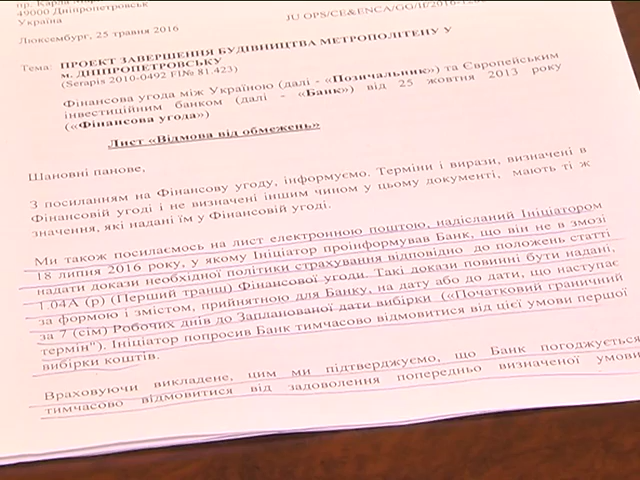 пр. Карла
49000 Дніпропетровськ
Україна
JU OPS/CE&ENCA/GG/if/2016-
Люксембург, 25 травня 2016
Тема: ПРОЕКТ ЗАВЕРШЕННЯ БУДІВНИЦТВА МЕТРОПОЛІТЕНУ У
м. ДНІПРОПЕТРОВСЬКУ
(Serapis 2010-0492 FI№ 81.423)
Фінансова угода між Україною (далі - «Позичальник») та Європейським
інвестиційним банком (далі - «Банк») від 25 жовтня 2013 року
(«Фінансова угода»)
Лист «Відмова від обмежень»
Шановні панове,
З посиланням на Фінансову угоду, інформуємо. Терміни і вирази, визначені в
Фінансовій угоді і не визначені іншим чином у цьому документі, мають ті ж
значення, які надані їм у Фінансовій угоді.
Ми також посилаємось на лист електронною поштою, надісланий Ініціатором
18 липня 2016 року, у якому Ініціатор проінформував Банк, що він не в змозі
надати докази необхідної політики страхування відповідно до положень статті
1.04А (р) (Перший транш) Фінансової угоди. Такі докази повинні бути надані,
за формою і змістом, прийнятною для Банку, на дату або до дати, що наступає
за 7 (сім) Робочих днів до Запланованої дати вибірки («Початковий граничний
термін"). Ініціатор попросив Банк тимчасово відмовитися від цієї умови першої
вибірки коштів.
Враховуючи викладене, цим ми підтверджуємо, що Банк погоджується
тимчасово відмовитися від задоволення попередньо визначеної умови